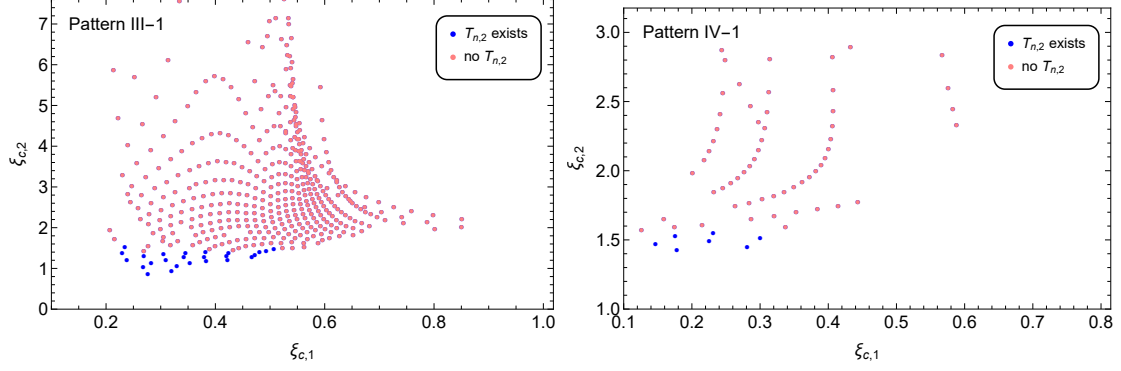 Pattern III−1
T_{n,2} exists
no T_{n,2}
7
6
5
4
3
2
1
0
0.2
0.4
0.6
0.8
1.0
ξ_{c,2}
ξ_{c,1}
Pattern IV−1
T_{n,2} exists
no T_{n,2}
3.0
2.5
2.0
1.5
1.0
0.1
0.2
0.3
0.4
0.5
0.6
0.7
0.8
ξ_{c,2}
ξ_{c,1}